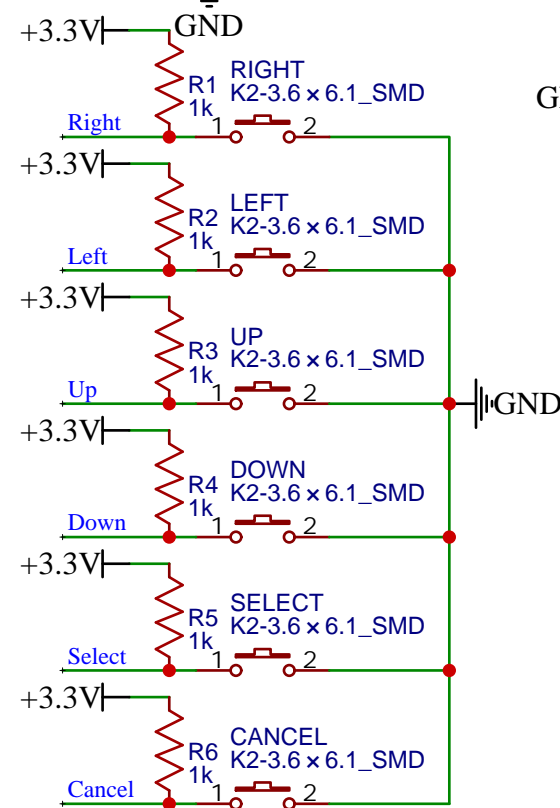 GND
+3.3V
RIGHT
R1 K2-3.6×6.1_SMD
1k
Right 1 2
G
+3.3V
LEFT
R2 K2-3.6×6.1_SMD
1k
Left 1 2
+3.3V
UP
R3 K2-3.6×6.1_SMD
1k
Up 1 2
GND
+3.3V
DOWN
R4 K2-3.6×6.1_SMD
1k
Down 1 2
+3.3V
SELECT
R5 K2-3.6×6.1_SMD
1k
Select 1 2
+3.3V
CANCEL
R6 K2-3.6×6.1_SMD
1k
Cancel 1 2